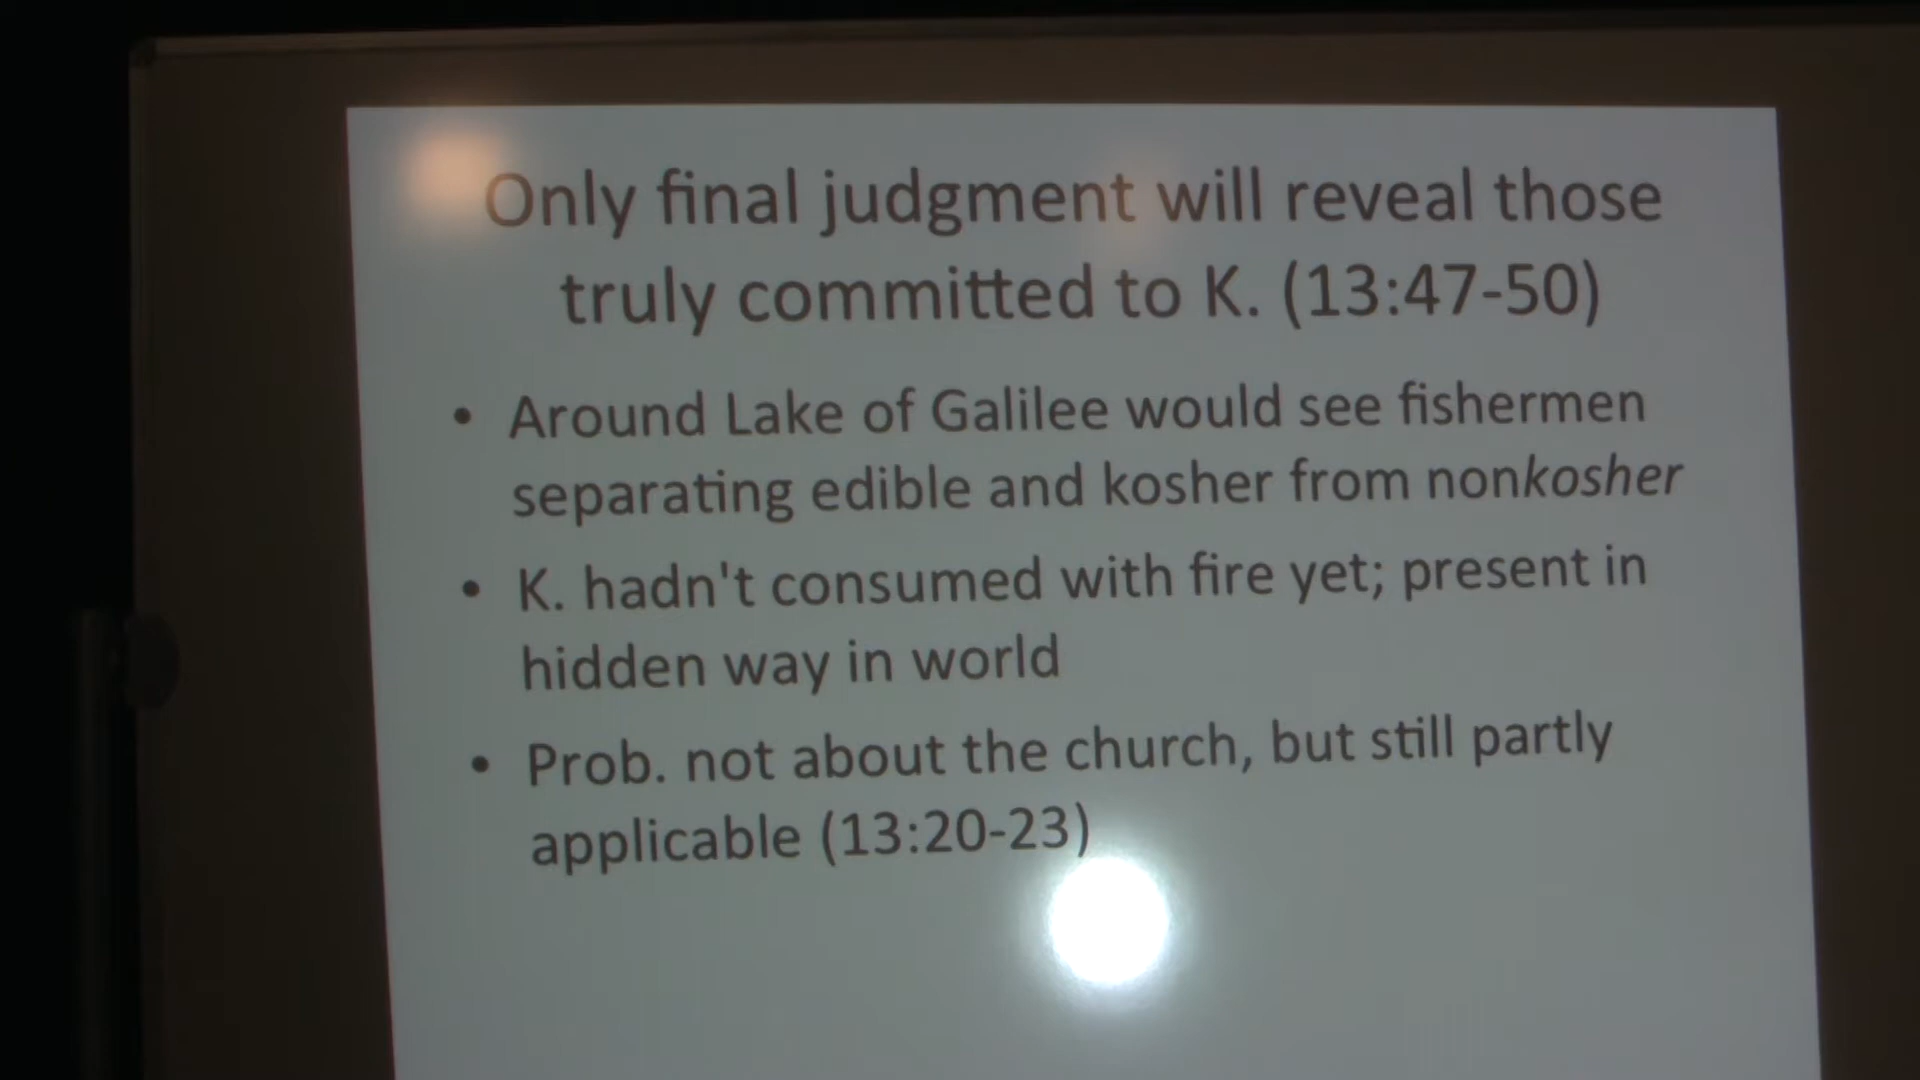 Only final judgment will reveal those
truly committed to K. (13:47-50)
• Around Lake of Galilee would see fishermen
separating edible and kosher from nonkosher
• K. hadn't consumed with fire yet; present in
hidden way in world
• Prob. not about the church, but still partly
applicable (13:20-23)